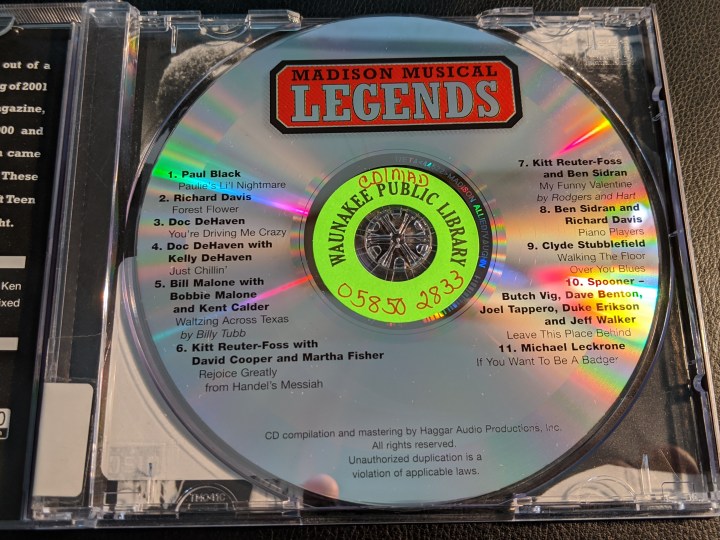 out of a
g of 2001
gazine,
00 and
n came
These
t Teen
ht.
Ken
ixed
MADISON MUSICAL
LEGENDS
1. Paul Black
Paulie's Li'l Nightmare
2. Richard Davis
Forest Flower
3. Doc DeHaven
You're Driving Me Crazy
4. Doc DeHaven with
Kelly DeHaven
Just Chillin'
5. Bill Malone with
Bobbie Malone
and Kent Calder
Waltzing Across Texas
by Billy Tubb
6. Kitt Reuter-Foss with
David Cooper and Martha Fisher
Rejoice Greatly
from Handel's Messiah
CD(M)AD
WAUNAKEE PUBLIC LIBRARY
05850 2833
7. Kitt Reuter-Foss
and Ben Sidran
My Funny Valentine
by Rodgers and Hart
8. Ben Sidran and
Richard Davis
Piano Players
9. Clyde Stubblefield
Walking The Floor
Over You Blues
10. Spooner –
Butch Vig, Dave Benton,
Joel Tappero, Duke Erikson
and Jeff Walker
Leave This Place Behind
11. Michael Leckrone
If You Want To Be A Badger
CD compilation and mastering by Haggar Audio Productions, Inc.
All rights reserved.
Unauthorized duplication is a
violation of applicable laws.